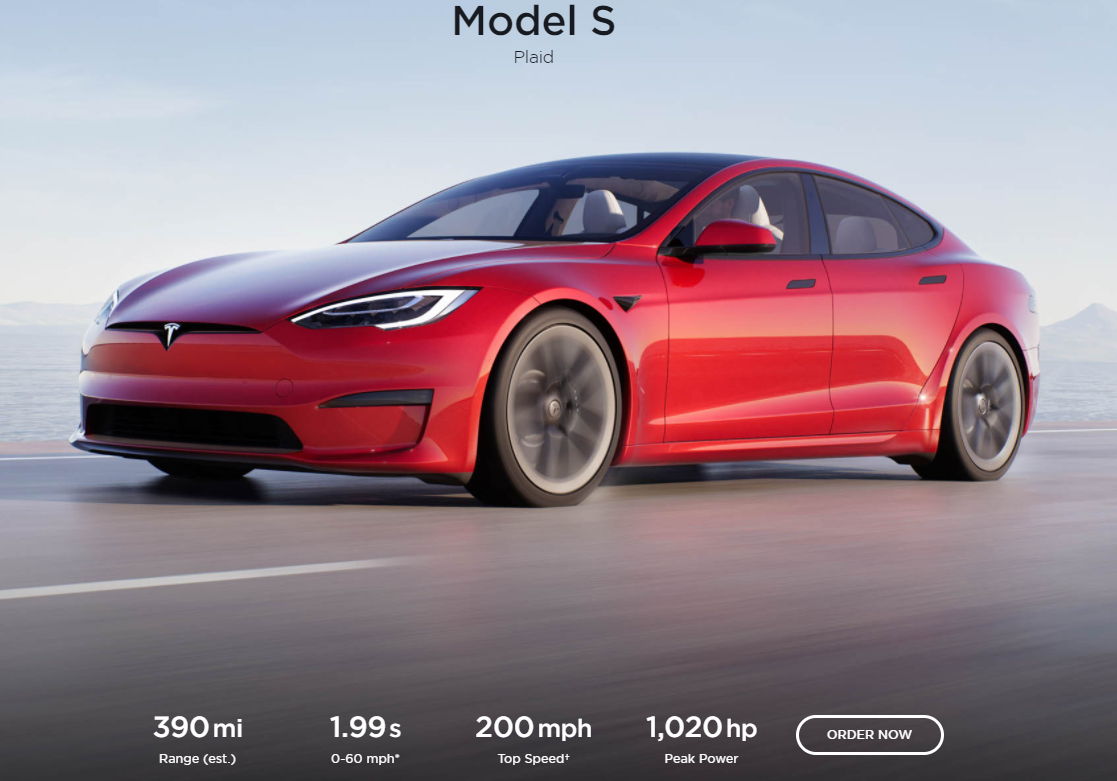 Model S
Plaid
390 mi
Range (est.)
1.99 s
0-60 mph*
200 mph
Top Speed†
1,020 hp
Peak Power
ORDER NOW